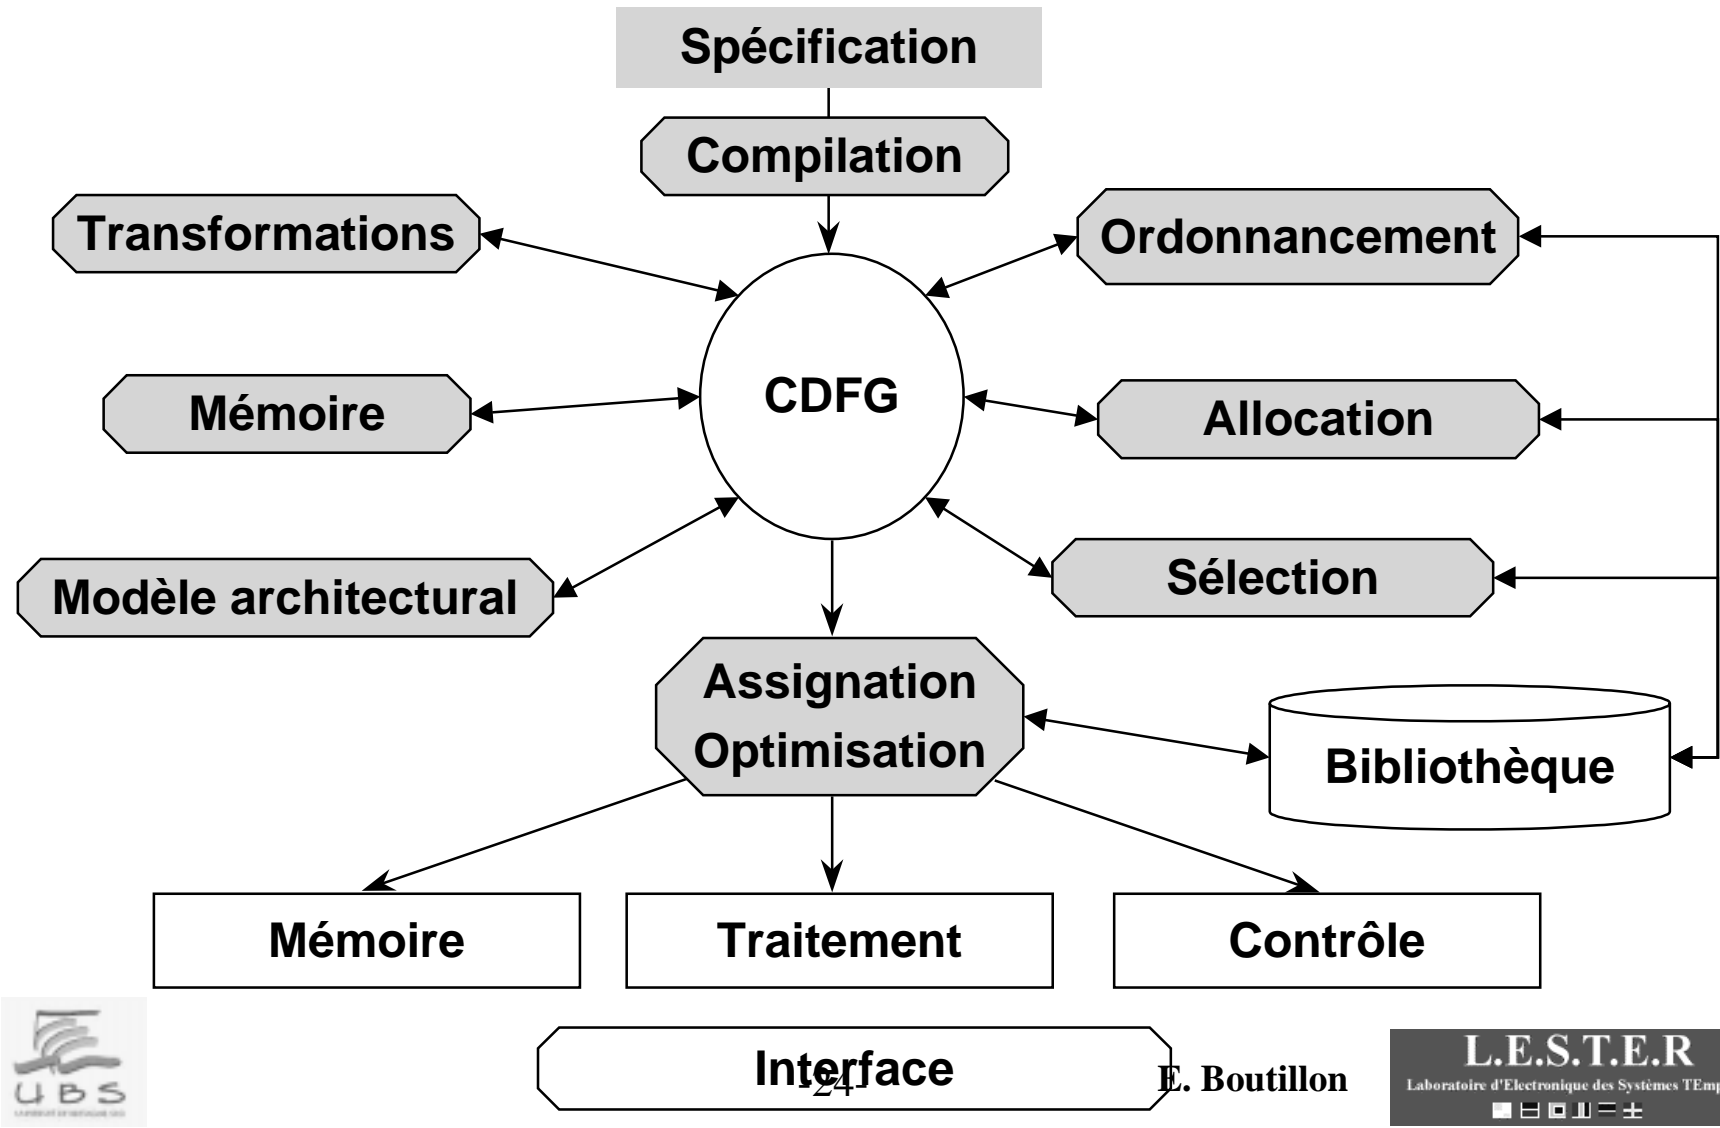 Spécification
Compilation
Transformations
Ordonnancement
Mémoire
CDFG
Allocation
Modèle architectural
Sélection
Assignation
Optimisation
Bibliothèque
Mémoire
Traitement
Contrôle
Interface
-24-
E. Boutillon
UBS
L.E.S.T.E.R
Laboratoire d'Electronique des Systèmes TEmp